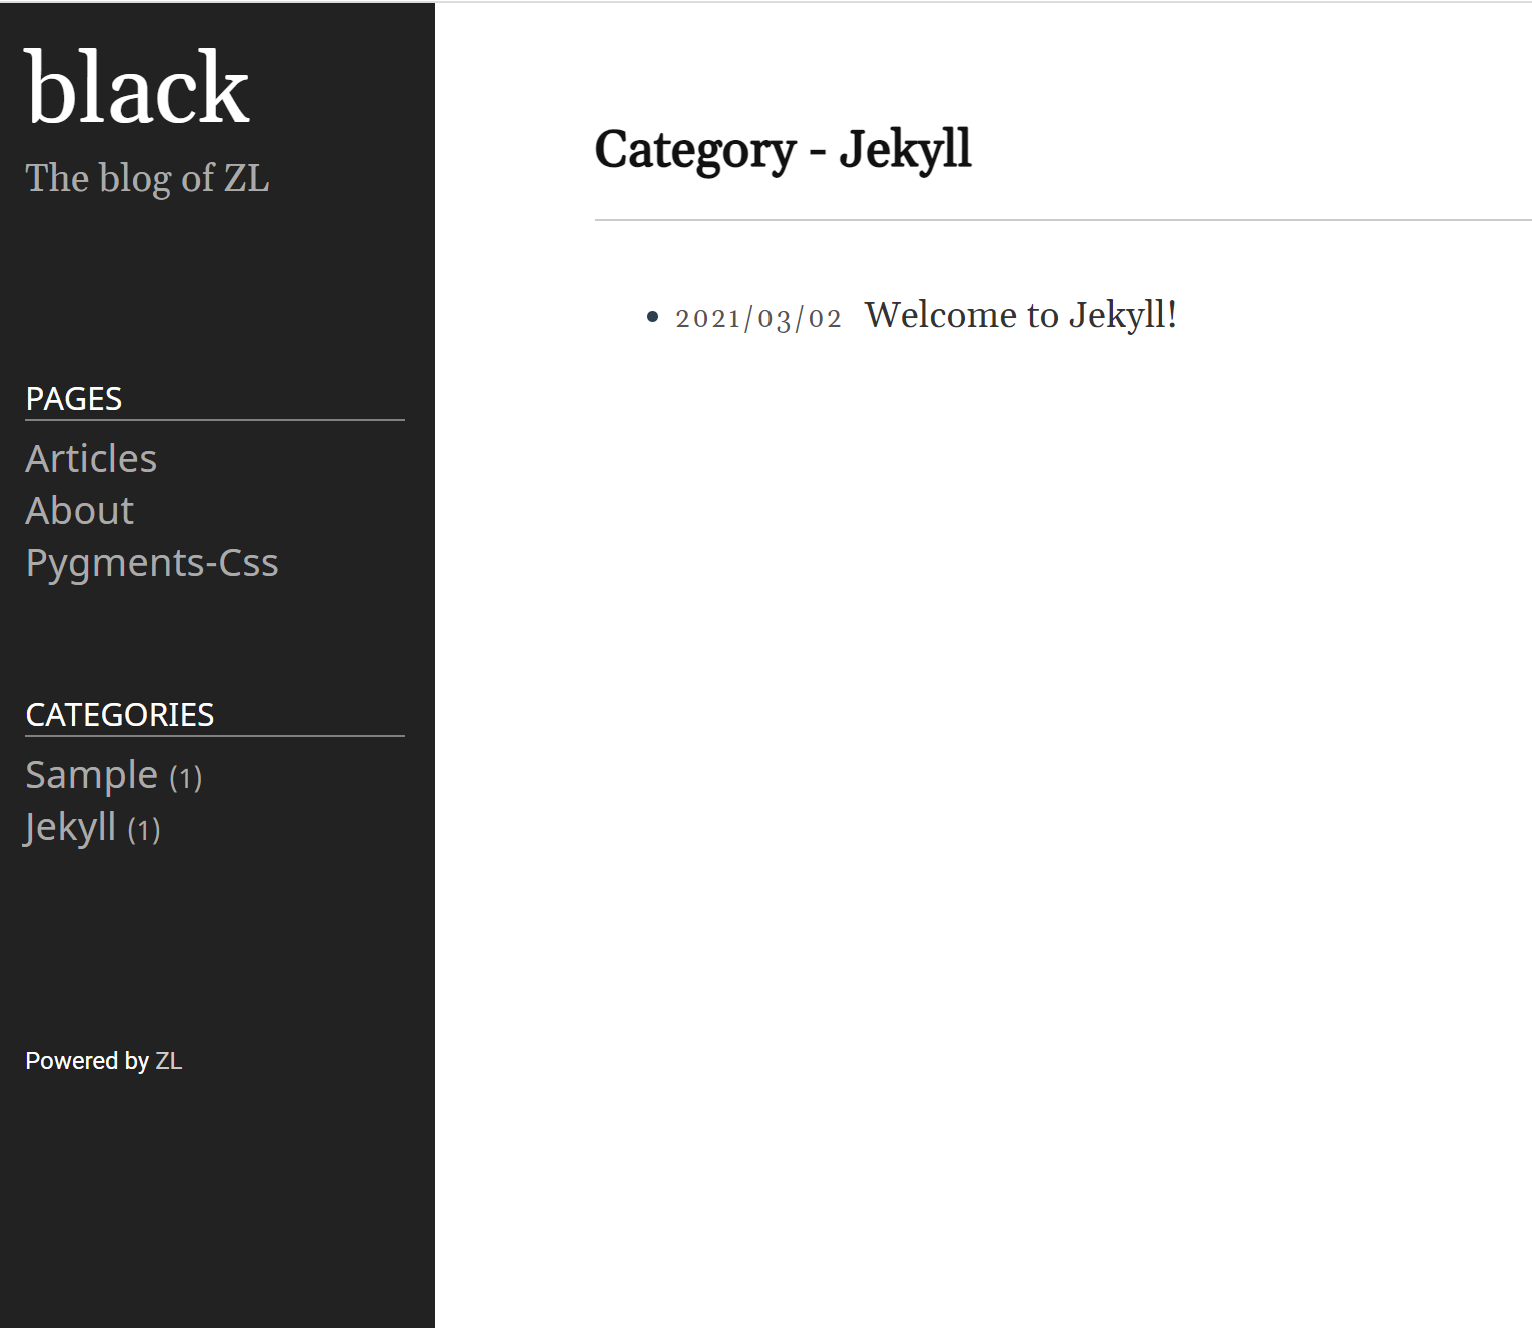 black
The blog of ZL
PAGES
Articles
About
Pygments-Css
CATEGORIES
Sample (1)
Jekyll (1)
Powered by ZL
Category - Jekyll
2021/03/02 Welcome to Jekyll!